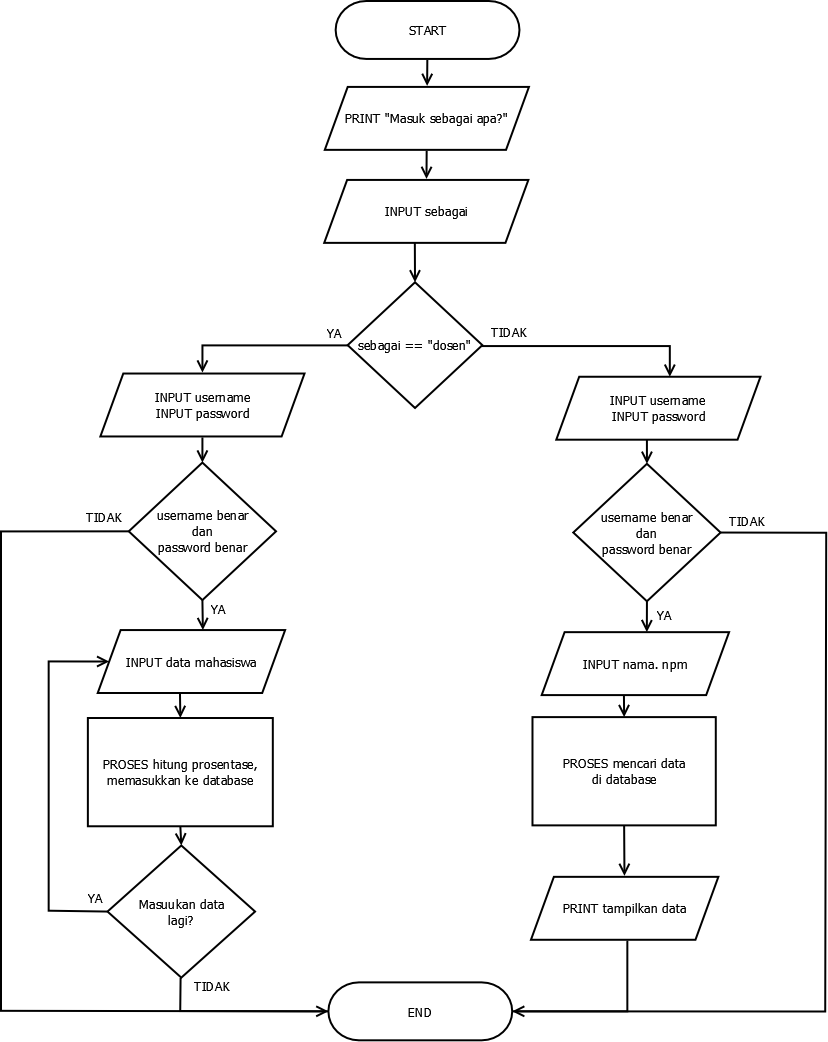 START
PRINT "Masuk sebagai apa?"
INPUT sebagai
sebagai == "dosen"
YA
TIDAK
INPUT username
INPUT password
username benar
dan
password benar
TIDAK
YA
INPUT data mahasiswa
PROSES hitung prosentase,
memasukkan ke database
Masuukan data
lagi?
YA
TIDAK
INPUT username
INPUT password
username benar
dan
password benar
TIDAK
YA
INPUT nama. npm
PROSES mencari data
di database
PRINT tampilkan data
END